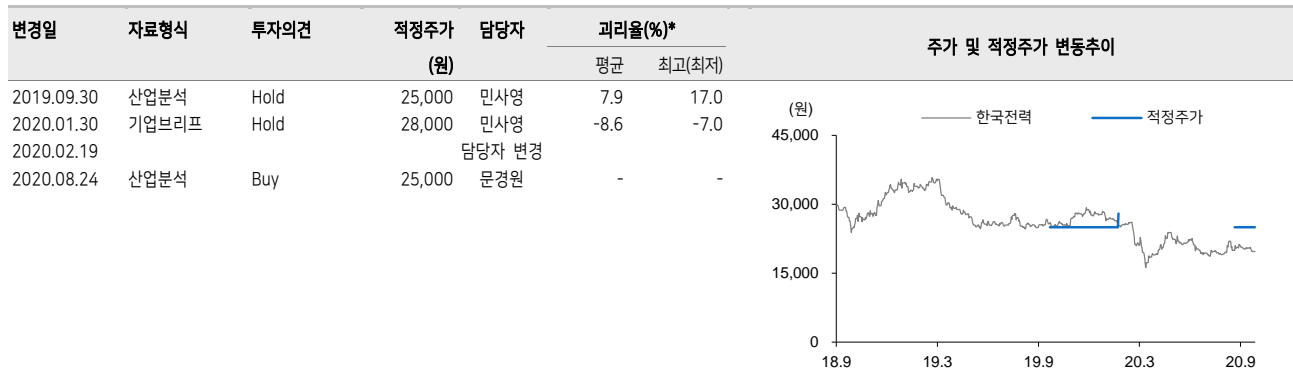 변경일 자료형식 투자의견 적정주가 담당자 괴리율(%)* 주가 및 적정주가 변동추이
(원) 평균 최고(최저)
2019.09.30 산업분석 Hold 25,000 민사영 7.9 17.0
2020.01.30 기업브리프 Hold 28,000 민사영 -8.6 -7.0
2020.02.19 담당자 변경
2020.08.24 산업분석 Buy 25,000 문경원 - -
(원) 한국전력 적정주가
45,000
30,000
15,000
0
18.9 19.3 19.9 20.3 20.9